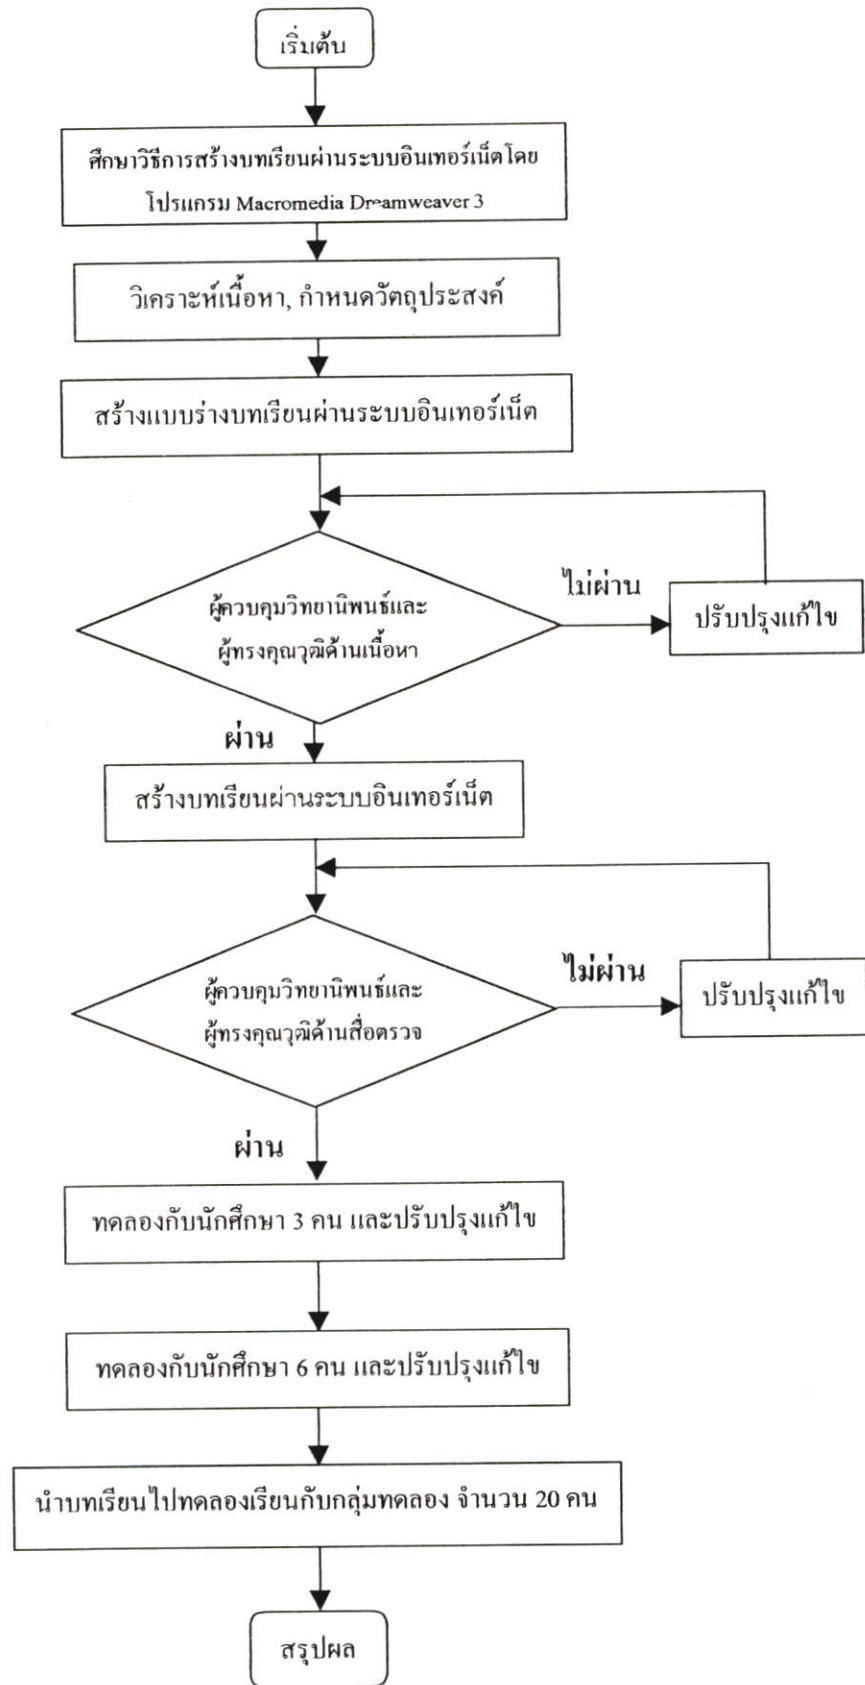 เริ่มต้น
ศึกษาวิธีการสร้างบทเรียนผ่านระบบอินเทอร์เน็ตโดย
โปรแกรม Macromedia Dreamweaver 3
วิเคราะห์เนื้อหา, กำหนดวัตถุประสงค์
สร้างแบบร่างบทเรียนผ่านระบบอินเทอร์เน็ต
ผู้ควบคุมวิทยานิพนธ์และ
ผู้ทรงคุณวุฒิด้านเนื้อหา
ไม่ผ่าน
ปรับปรุงแก้ไข
ผ่าน
สร้างบทเรียนผ่านระบบอินเทอร์เน็ต
ผู้ควบคุมวิทยานิพนธ์และ
ผู้ทรงคุณวุฒิด้านสื่อตรวจ
ไม่ผ่าน
ปรับปรุงแก้ไข
ผ่าน
ทดลองกับนักศึกษา 3 คน และปรับปรุงแก้ไข
ทดลองกับนักศึกษา 6 คน และปรับปรุงแก้ไข
นำบทเรียนไปทดลองเรียนกับกลุ่มทดลอง จำนวน 20 คน
สรุปผล